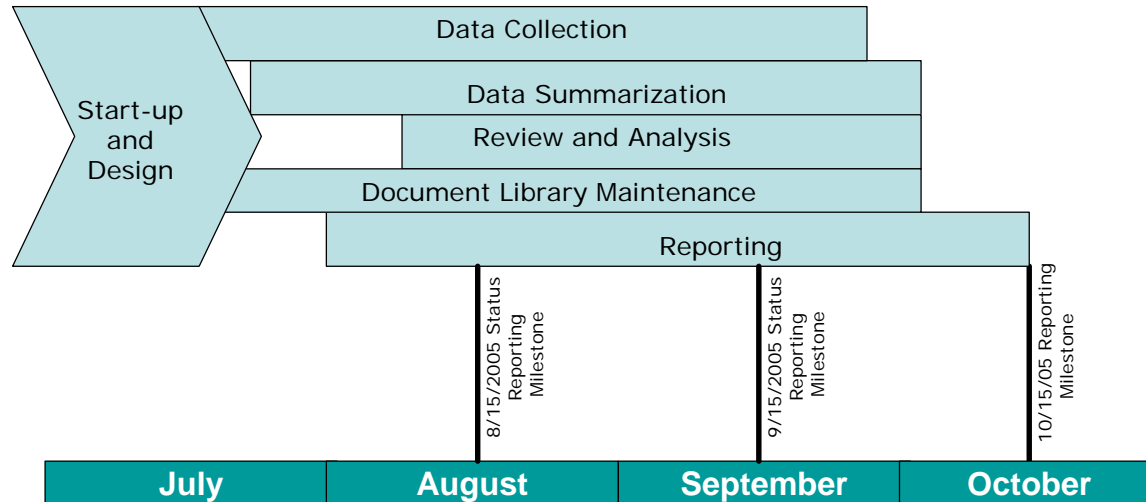 Data Collection
Start-up
and
Design
Data Summarization
Review and Analysis
Document Library Maintenance
Reporting
8/15/2005 Status
Reporting
Milestone
9/15/2005 Status
Reporting
Milestone
10/15/05 Reporting
Milestone
July
August
September
October